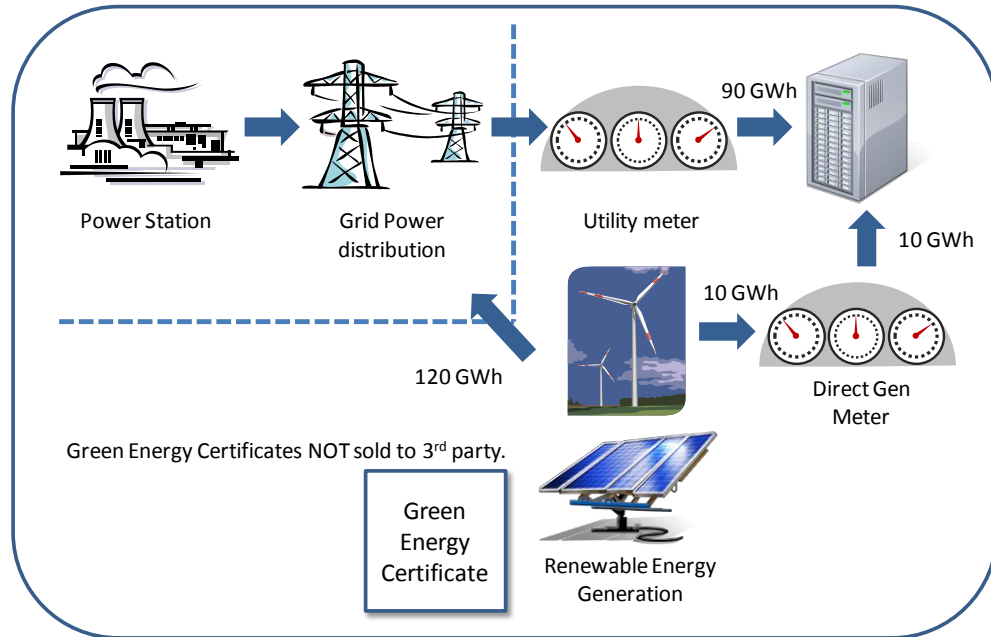 90 GWh
Power Station
Grid Power
distribution
Utility meter
10 GWh
10 GWh
120 GWh
Direct Gen
Meter
Green Energy Certificates NOT sold to 3rd party.
Green
Energy
Certificate
Renewable Energy
Generation